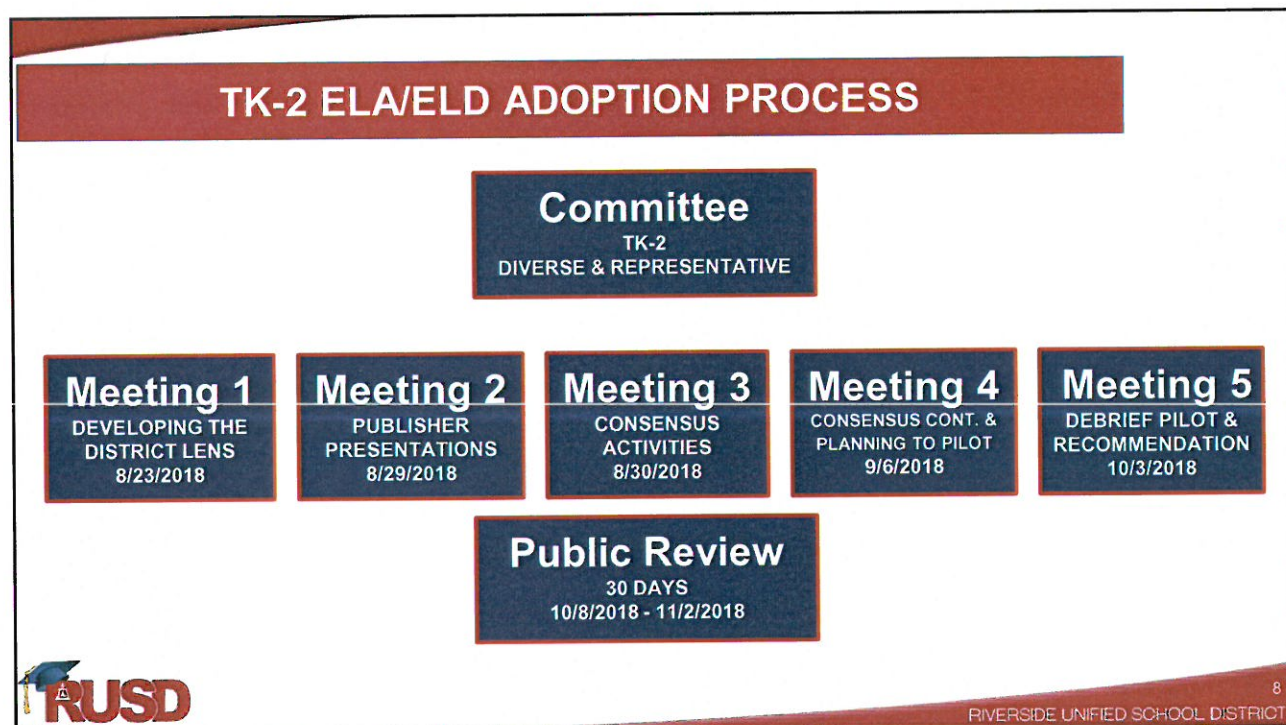 TK-2 ELA/ELD ADOPTION PROCESS
Committee
TK-2
DIVERSE & REPRESENTATIVE
Meeting 1
DEVELOPING THE
DISTRICT LENS
8/23/2018
Meeting 2
PUBLISHER
PRESENTATIONS
8/29/2018
Meeting 3
CONSENSUS
ACTIVITIES
8/30/2018
Meeting 4
CONSENSUS CONT. &
PLANNING TO PILOT
9/6/2018
Meeting 5
DEBRIEF PILOT &
RECOMMENDATION
10/3/2018
Public Review
30 DAYS
10/8/2018 - 11/2/2018
RUSD
8
RIVERSIDE UNIFIED SCHOOL DISTRICT